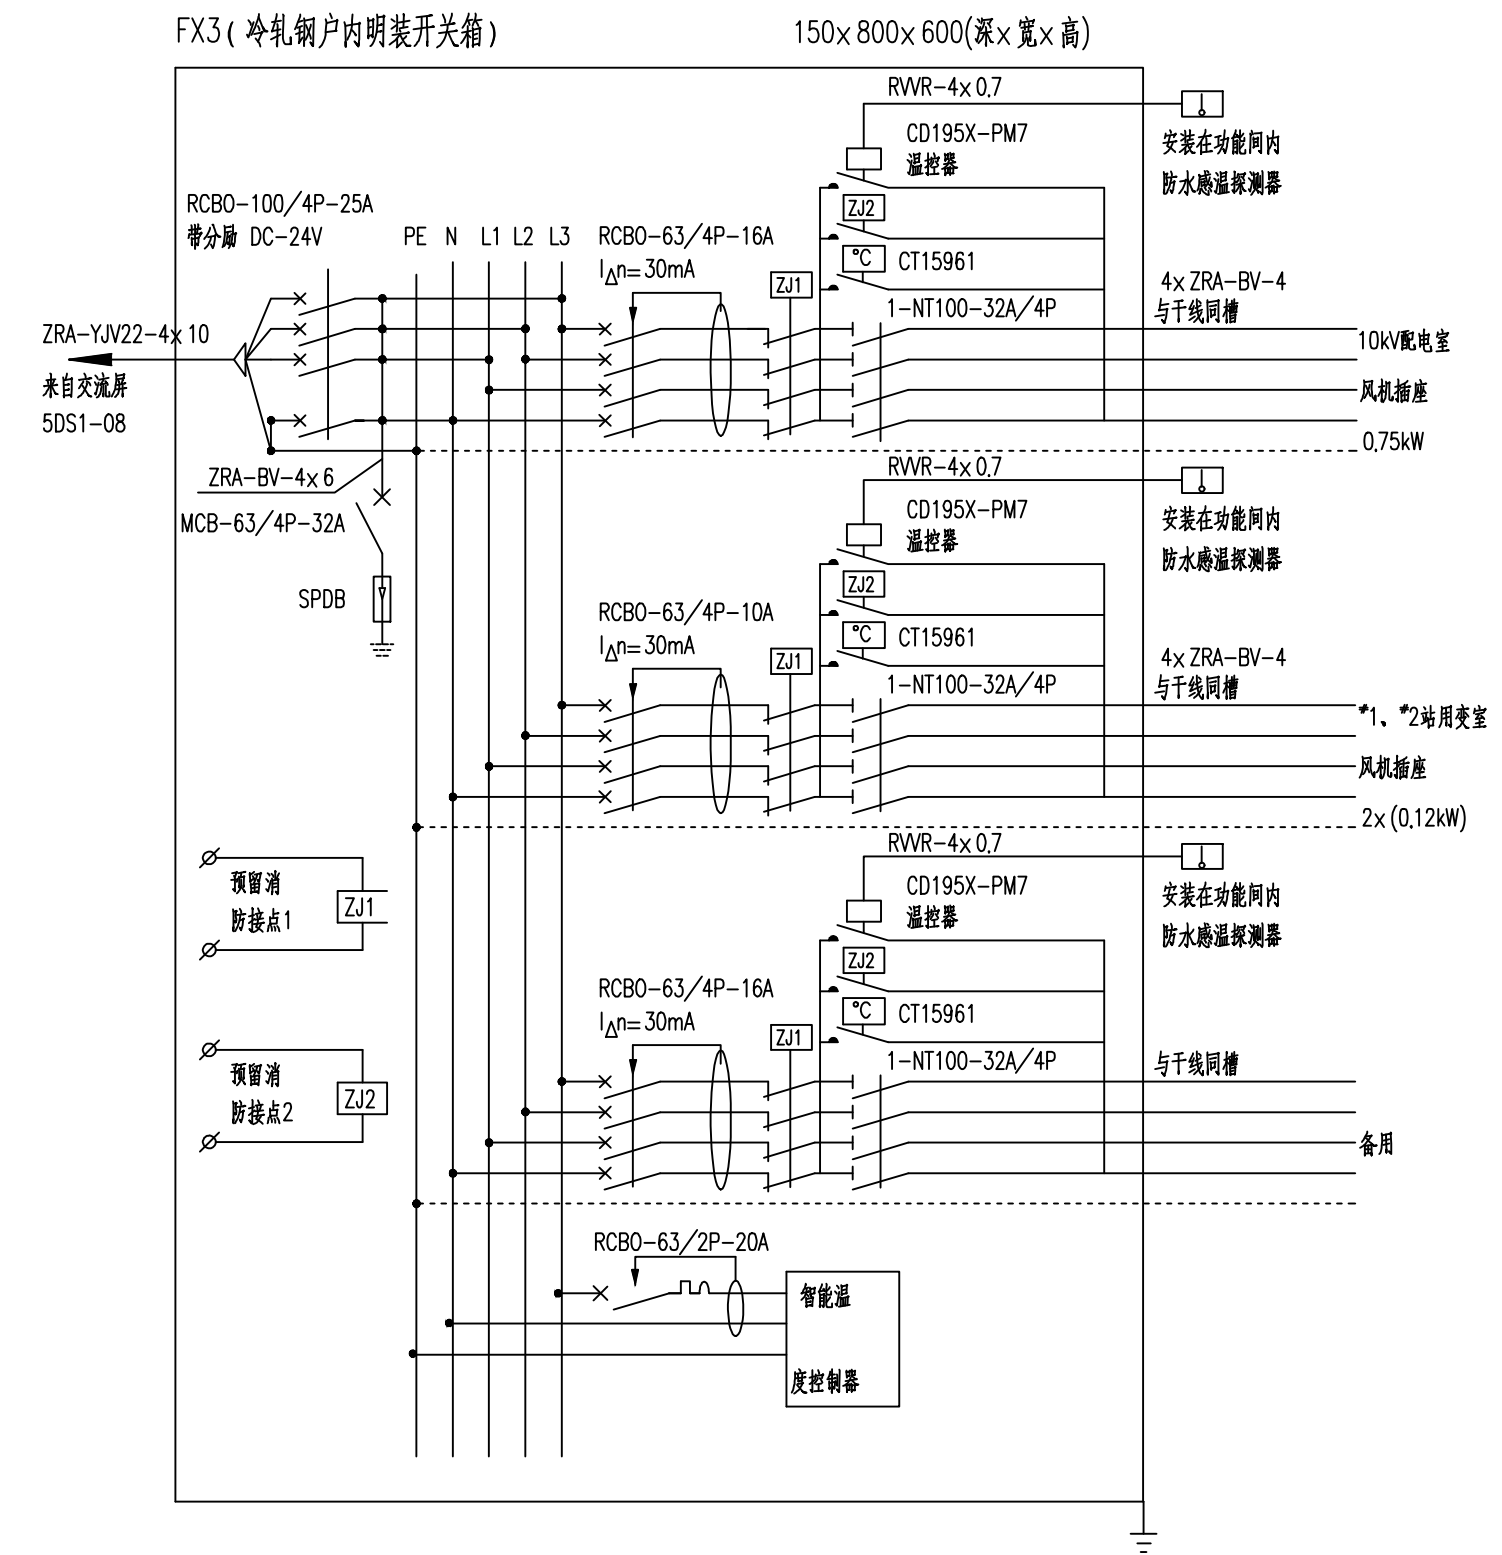 FX3(冷轧钢户内明装开关箱)
150x800x600(深x宽x高)
RVVR-4x0.7
CD195X-PM7
温控器
安装在功能间内
防水感温探测器
RCBO-100/4P-25A
带分励 DC-24V
PE N L1 L2 L3
RCBO-63/4P-16A
I△n=30mA
ZJ2
℃
CT15961
ZJ1
1-NT100-32A/4P
4x ZRA-BV-4
与干线同槽
ZRA-YJV22-4x10
来自交流屏
5DS1-08
10kV配电室
风机插座
0.75kW
ZRA-BV-4x6
MCB-63/4P-32A
SPDB
RVVR-4x0.7
CD195X-PM7
温控器
安装在功能间内
防水感温探测器
ZJ2
RCBO-63/4P-10A
I△n=30mA
℃
CT15961
ZJ1
1-NT100-32A/4P
4x ZRA-BV-4
与干线同槽
#1、#2站用变室
风机插座
2x(0.12kW)
RVVR-4x0.7
CD195X-PM7
温控器
安装在功能间内
防水感温探测器
预留消
防接点1
ZJ1
ZJ2
RCBO-63/4P-16A
I△n=30mA
℃
CT15961
ZJ1
1-NT100-32A/4P
与干线同槽
备用
预留消
防接点2
ZJ2
RCBO-63/2P-20A
智能温
度控制器